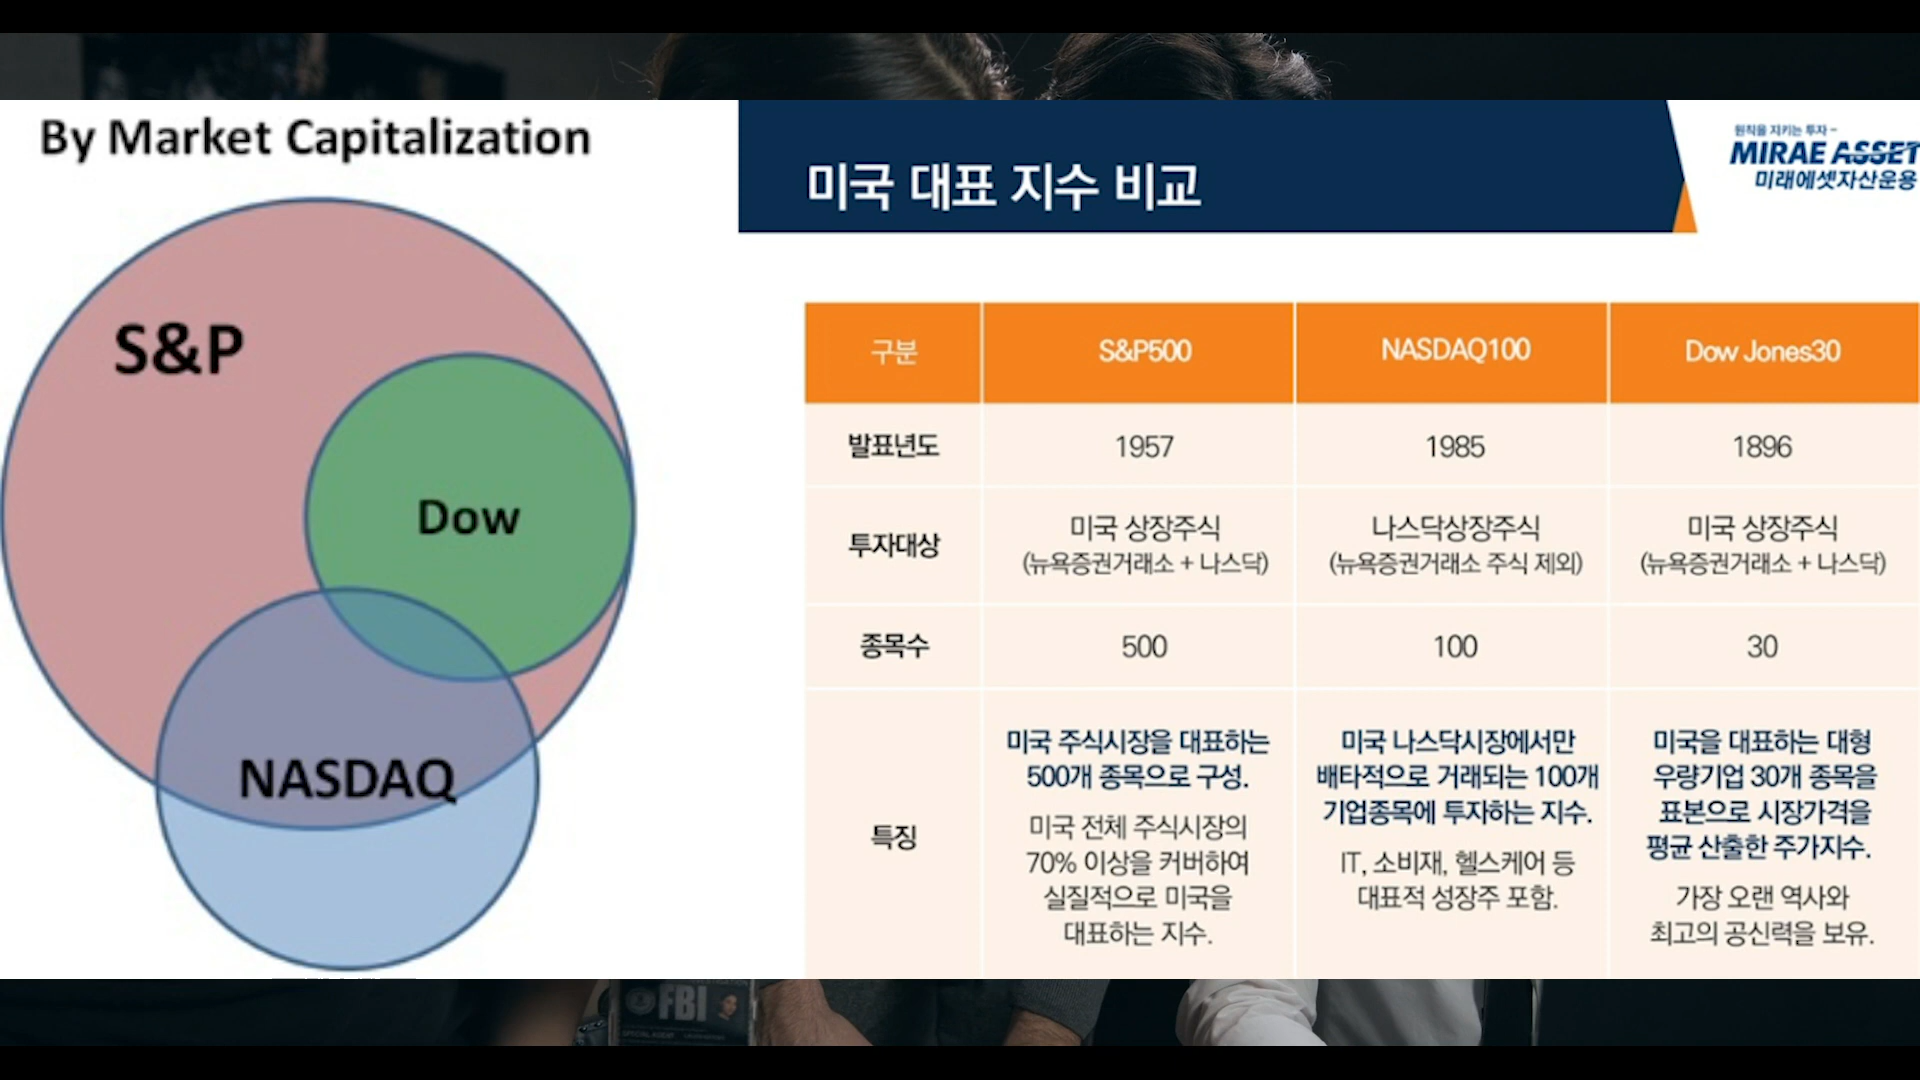 By Market Capitalization
S&P
Dow
NASDAQ
미국 대표 지수 비교
원칙을 지키는 투자 –
MIRAE ASSET
미래에셋자산운용
구분
S&P500
NASDAQ100
Dow Jones30
발표년도
1957
1985
1896
투자대상
미국 상장주식
(뉴욕증권거래소 + 나스닥)
나스닥상장주식
(뉴욕증권거래소 주식 제외)
미국 상장주식
(뉴욕증권거래소 + 나스닥)
종목수
500
100
30
특징
미국 주식시장을 대표하는
500개 종목으로 구성.
미국 전체 주식시장의
70% 이상을 커버하여
실질적으로 미국을
대표하는 지수.
미국 나스닥시장에서만
배타적으로 거래되는 100개
기업종목에 투자하는 지수.
IT, 소비재, 헬스케어 등
대표적 성장주 포함.
미국을 대표하는 대형
우량기업 30개 종목을
표본으로 시장가격을
평균 산출한 주가지수.
가장 오랜 역사와
최고의 공신력을 보유.
FBI